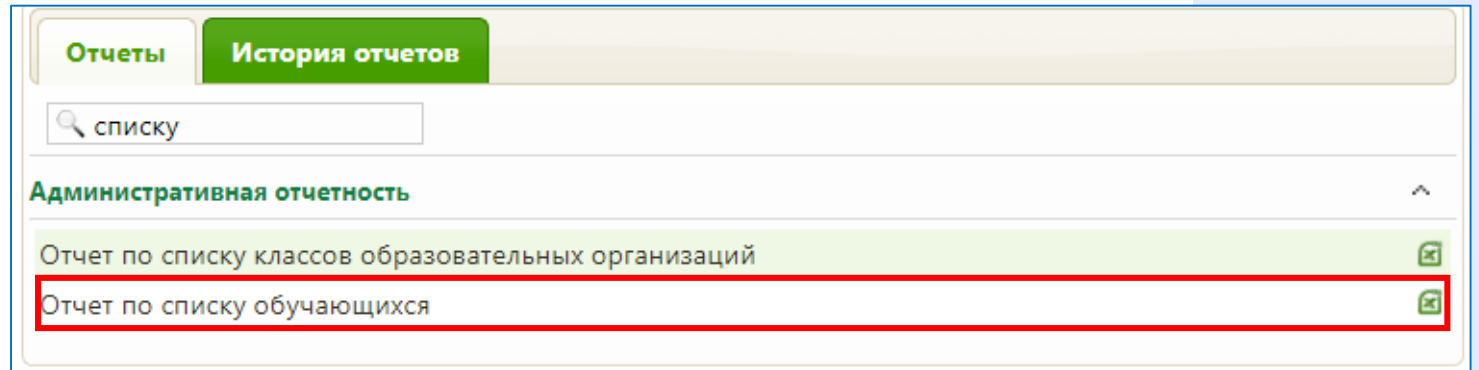 Отчеты История отчетов
списку
Административная отчетность
Отчет по списку классов образовательных организаций
Отчет по списку обучающихся